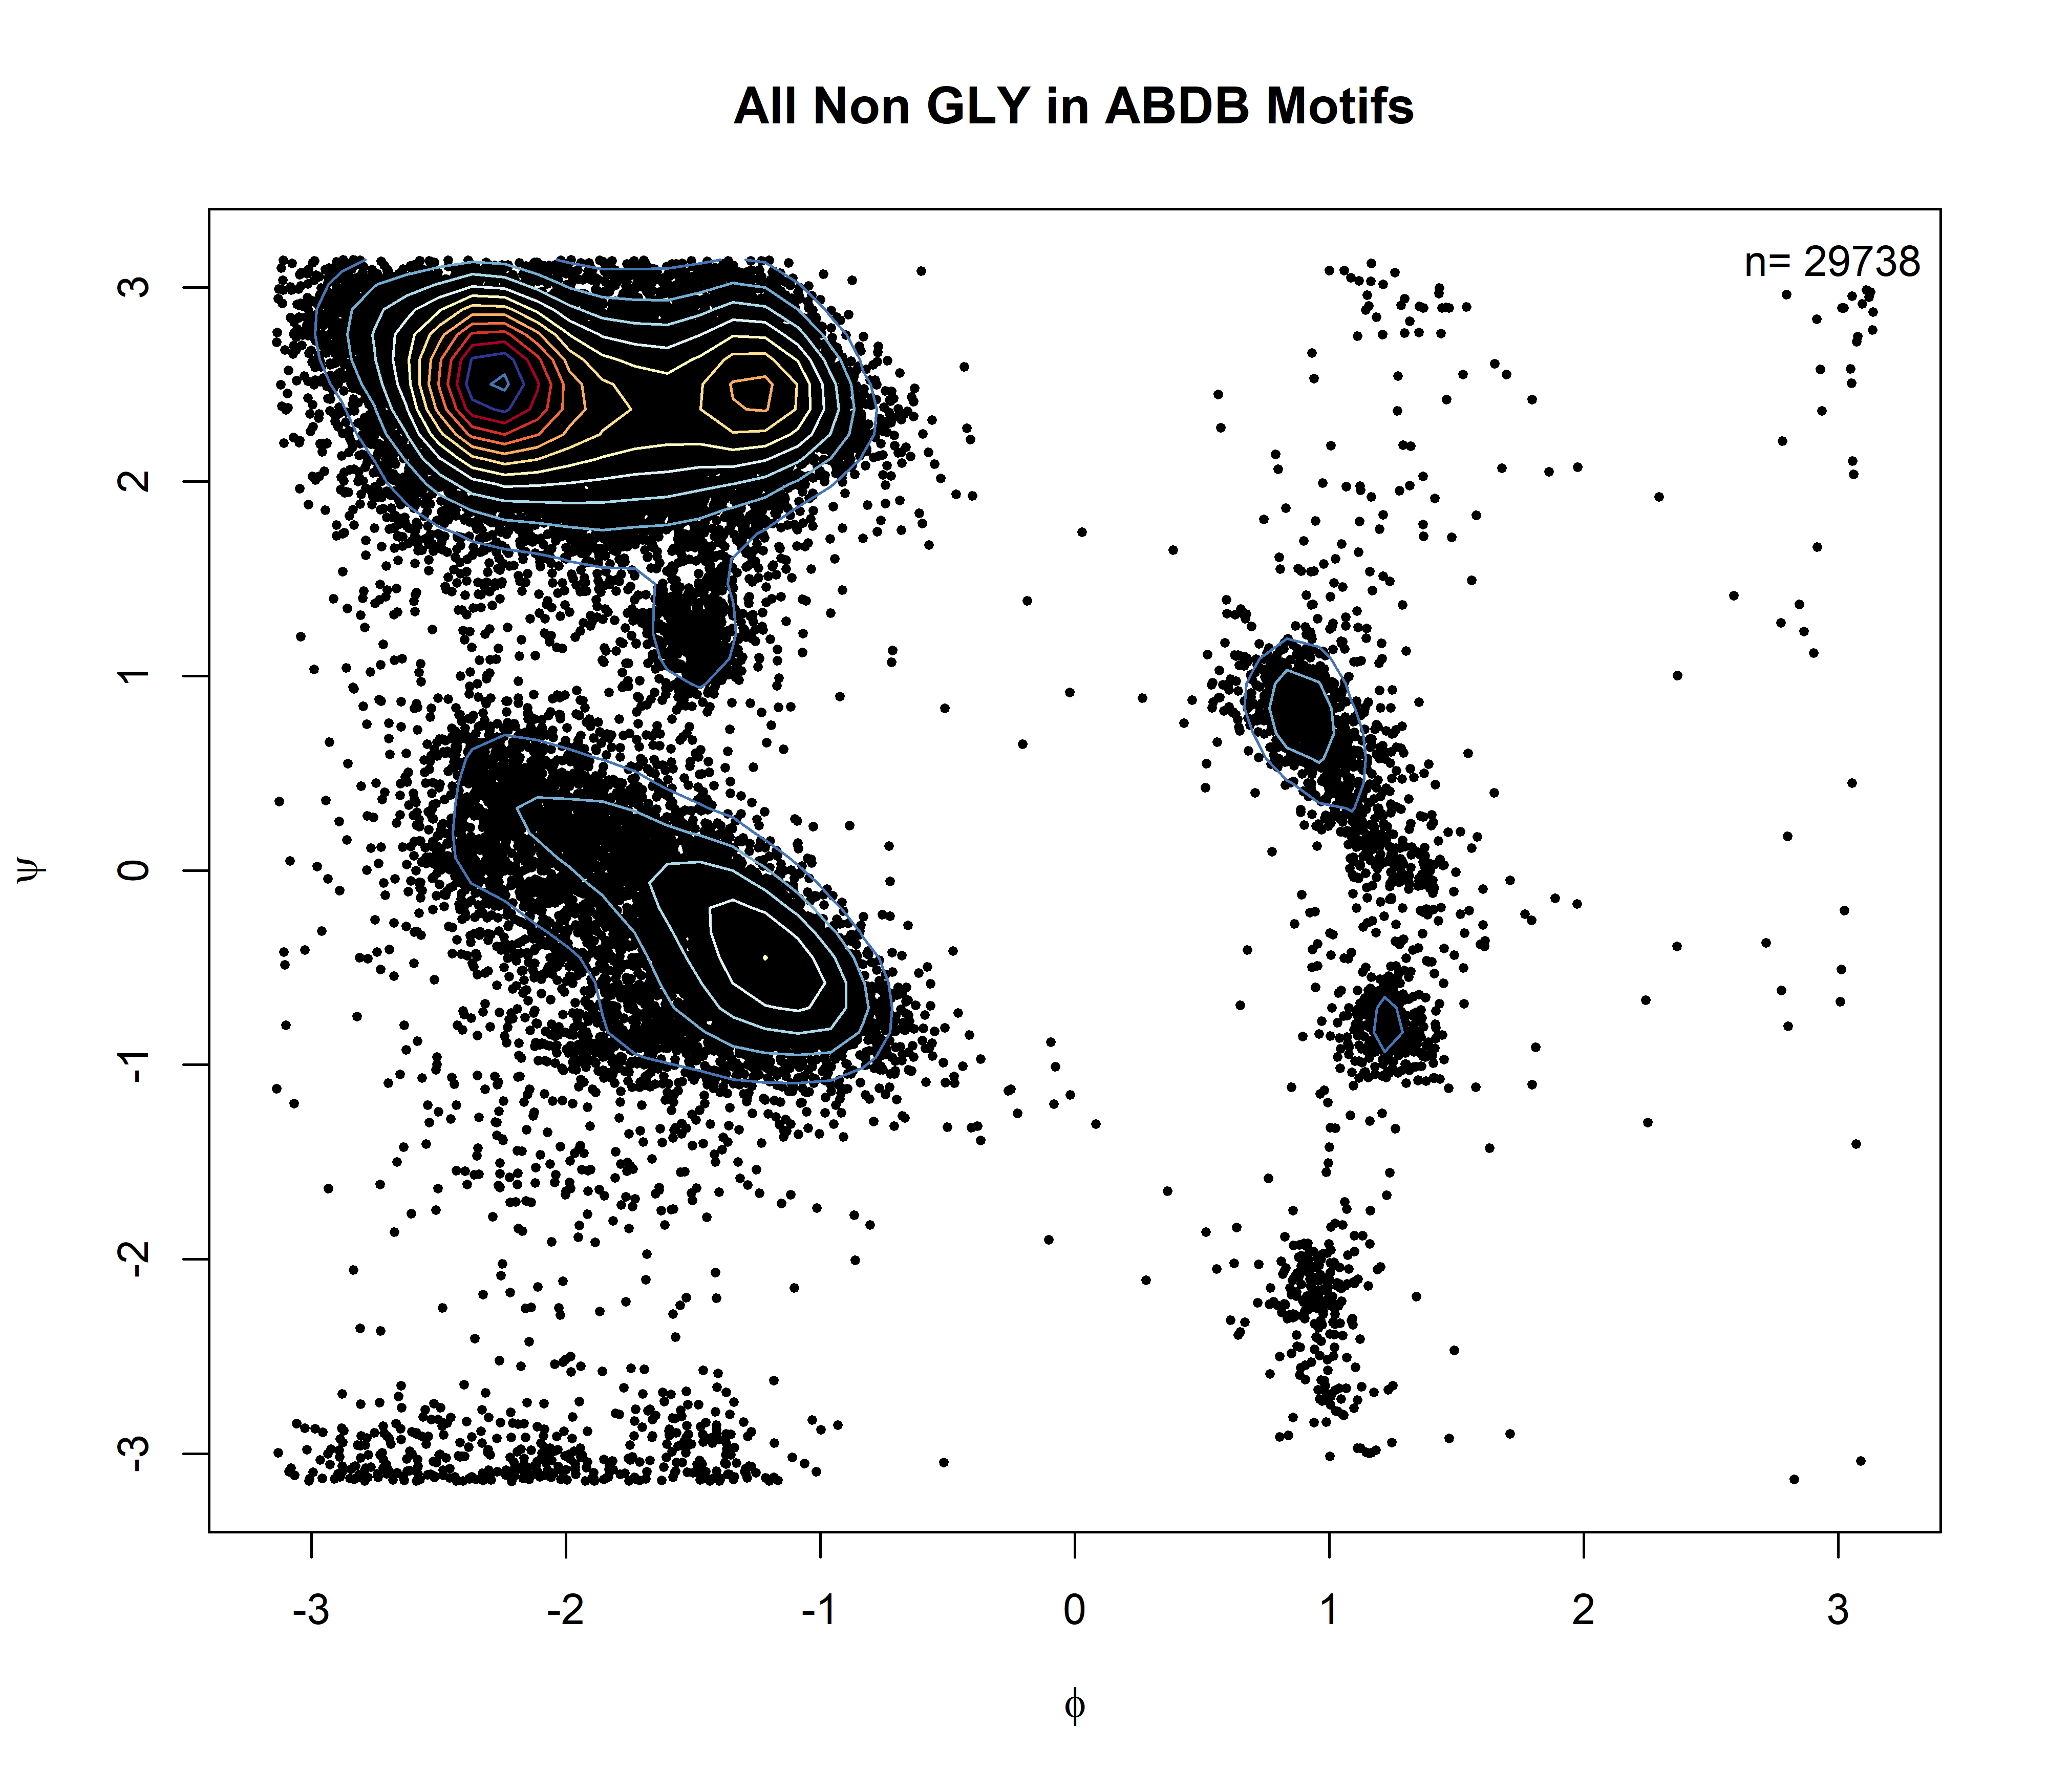 All Non GLY in ABDB Motifs
n= 29738
3
2
1
0
-1
-2
-3
ψ
-3 -2 -1 0 1 2 3
ϕ